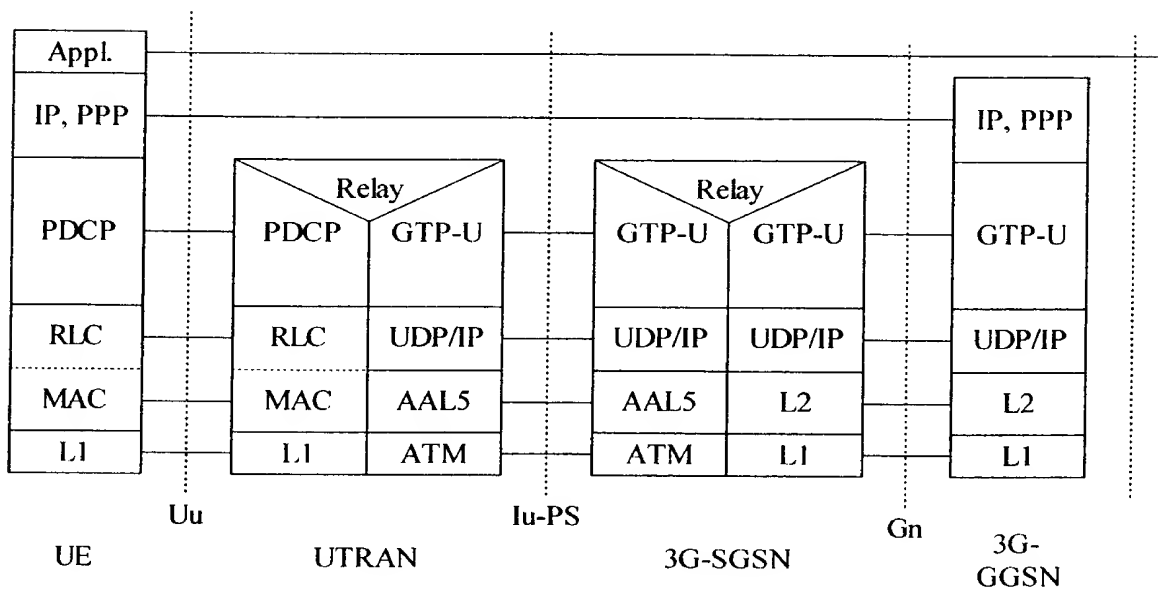 Appl.
IP, PPP IP, PPP
Relay Relay
PDCP PDCP GTP-U GTP-U GTP-U GTP-U
RLC RLC UDP/IP UDP/IP UDP/IP UDP/IP
MAC MAC AAL5 AAL5 L2 L2
L1 L1 ATM ATM L1 L1
Uu Iu-PS Gn
UE UTRAN 3G-SGSN 3G-
GGSN